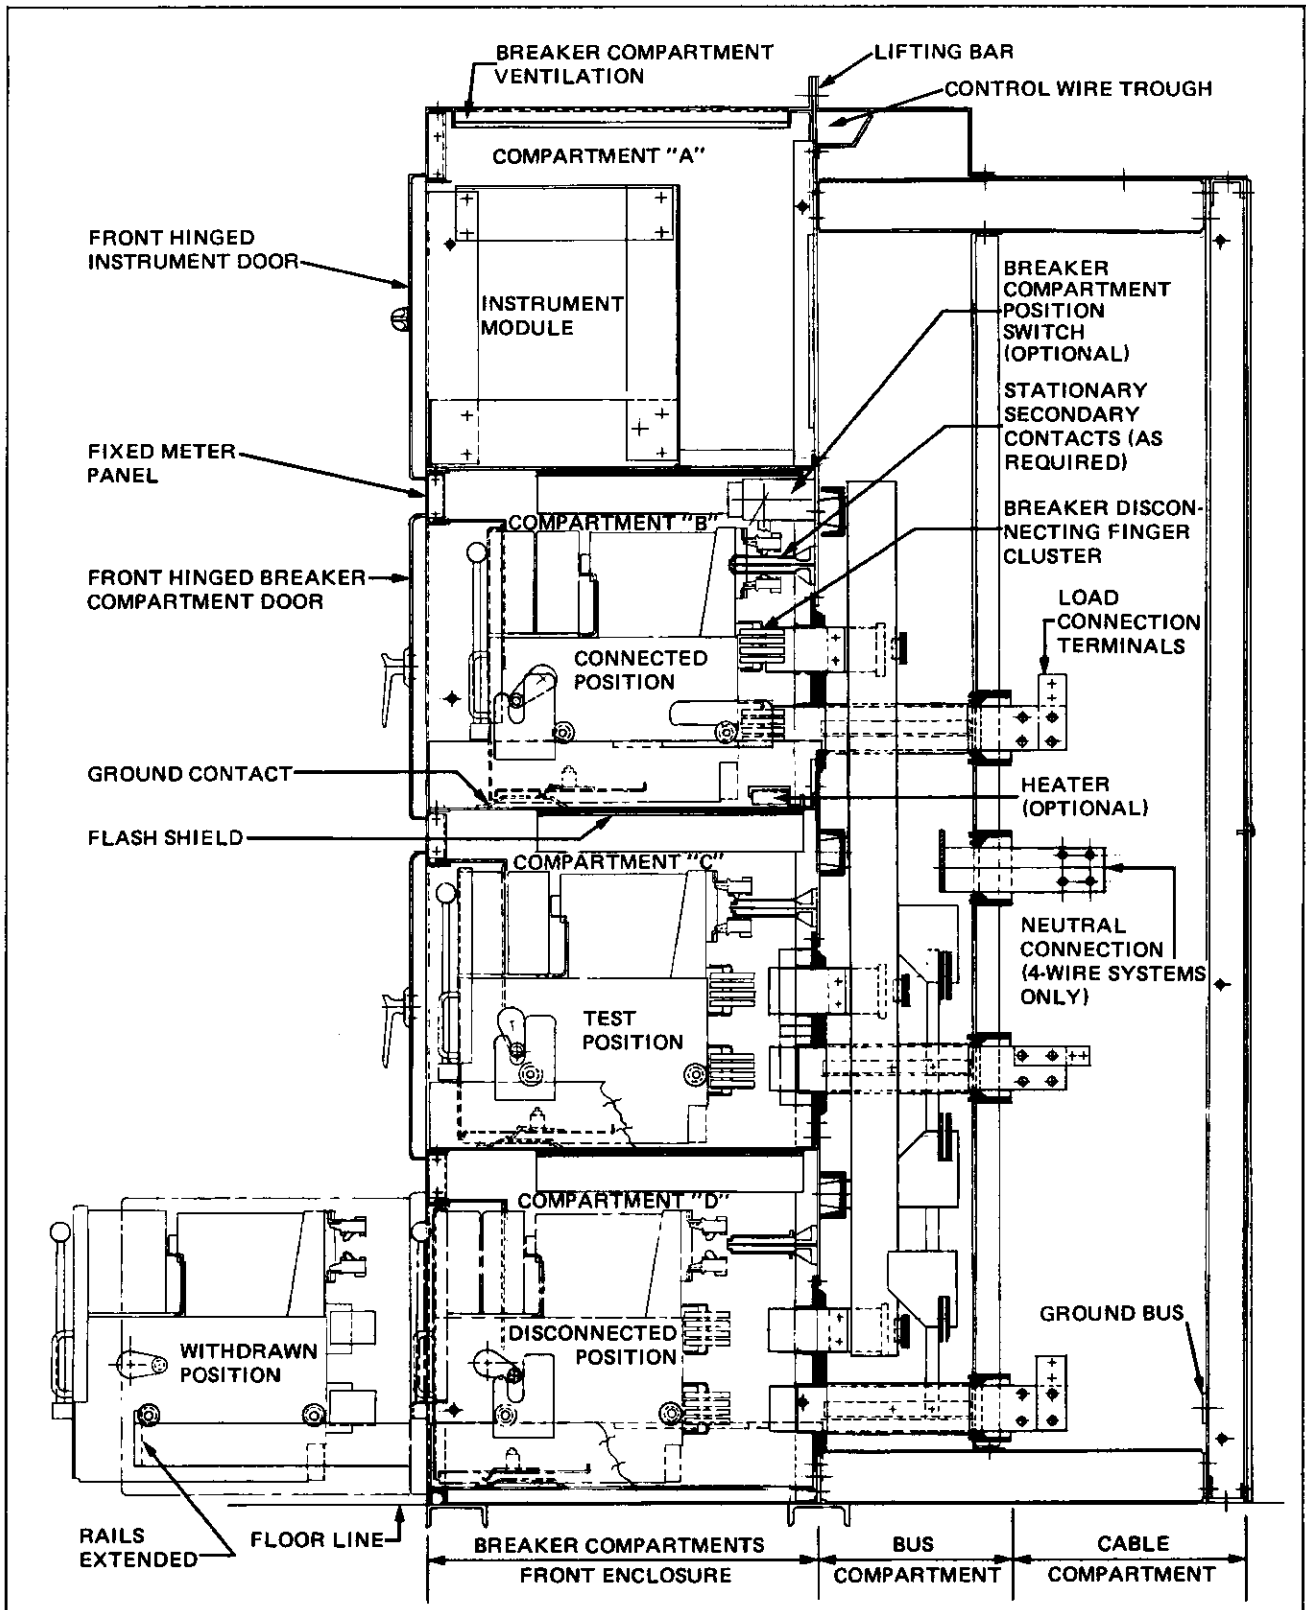 BREAKER COMPARTMENT
VENTILATION
LIFTING BAR
CONTROL WIRE TROUGH
COMPARTMENT "A"
FRONT HINGED
INSTRUMENT DOOR
INSTRUMENT
MODULE
BREAKER
COMPARTMENT
POSITION
SWITCH
(OPTIONAL)
STATIONARY
SECONDARY
CONTACTS (AS
REQUIRED)
FIXED METER
PANEL
COMPARTMENT "B"
BREAKER DISCON-
NECTING FINGER
CLUSTER
FRONT HINGED BREAKER
COMPARTMENT DOOR
LOAD
CONNECTION
TERMINALS
CONNECTED
POSITION
GROUND CONTACT
HEATER
(OPTIONAL)
FLASH SHIELD
COMPARTMENT "C"
NEUTRAL
CONNECTION
(4-WIRE SYSTEMS
ONLY)
TEST
POSITION
COMPARTMENT "D"
WITHDRAWN
POSITION
DISCONNECTED
POSITION
GROUND BUS
RAILS
EXTENDED
FLOOR LINE
BREAKER COMPARTMENTS
FRONT ENCLOSURE
BUS
COMPARTMENT
CABLE
COMPARTMENT